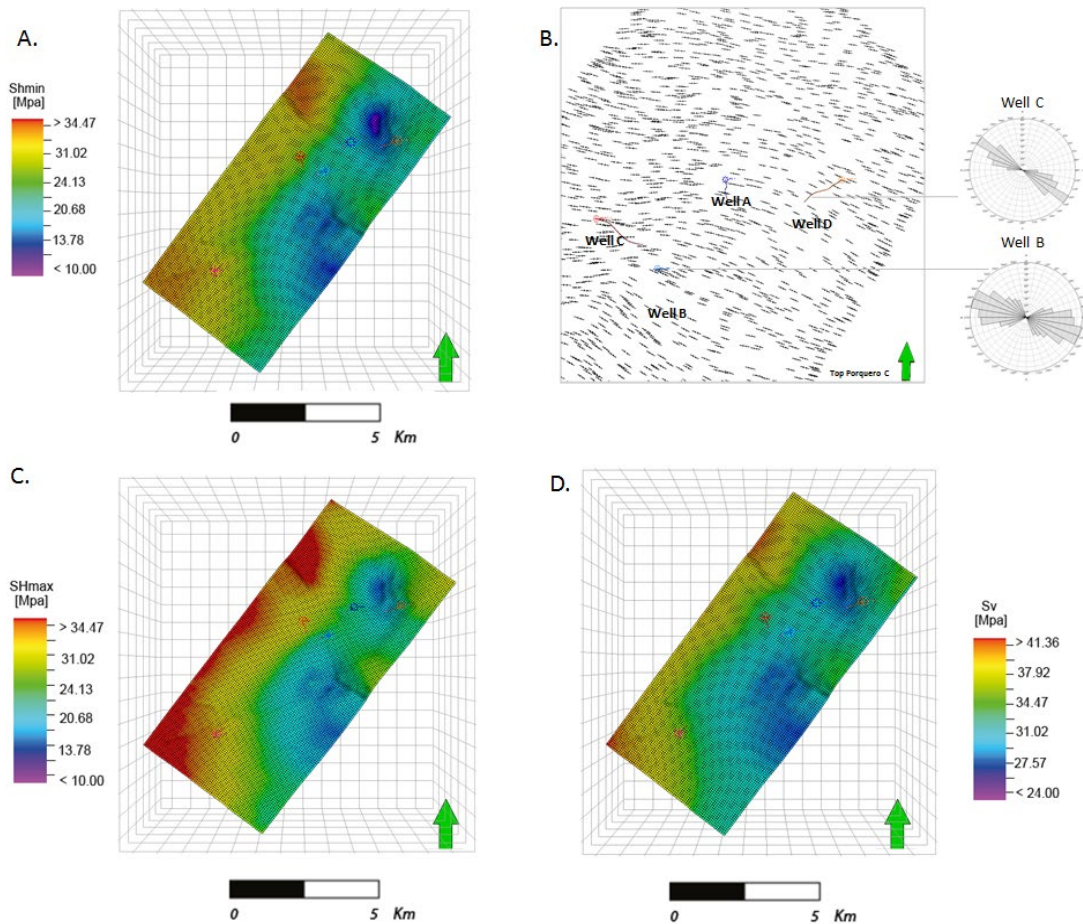 A.
Shmin
[Mpa]
> 34.47
31.02
24.13
20.68
13.78
< 10.00
0 5 Km
B.
Well A
Well C
Well D
Well B
Top Porquero C
Well C
Well B
C.
SHmax
[Mpa]
> 34.47
31.02
24.13
20.68
13.78
< 10.00
0 5 Km
D.
Sv
[Mpa]
> 41.36
37.92
34.47
31.02
27.57
< 24.00
0 5 Km